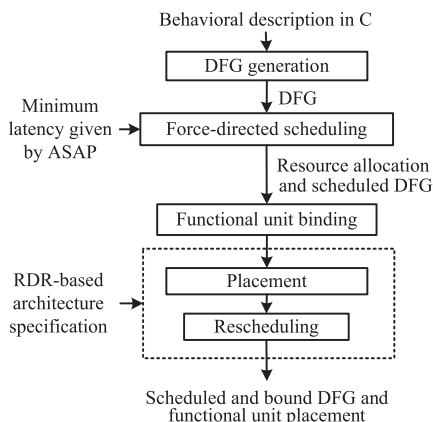 Behavioral description in C
DFG generation
DFG
Minimum
latency given
by ASAP
Force-directed scheduling
Resource allocation
and scheduled DFG
Functional unit binding
RDR-based
architecture
specification
Placement
Rescheduling
Scheduled and bound DFG and
functional unit placement